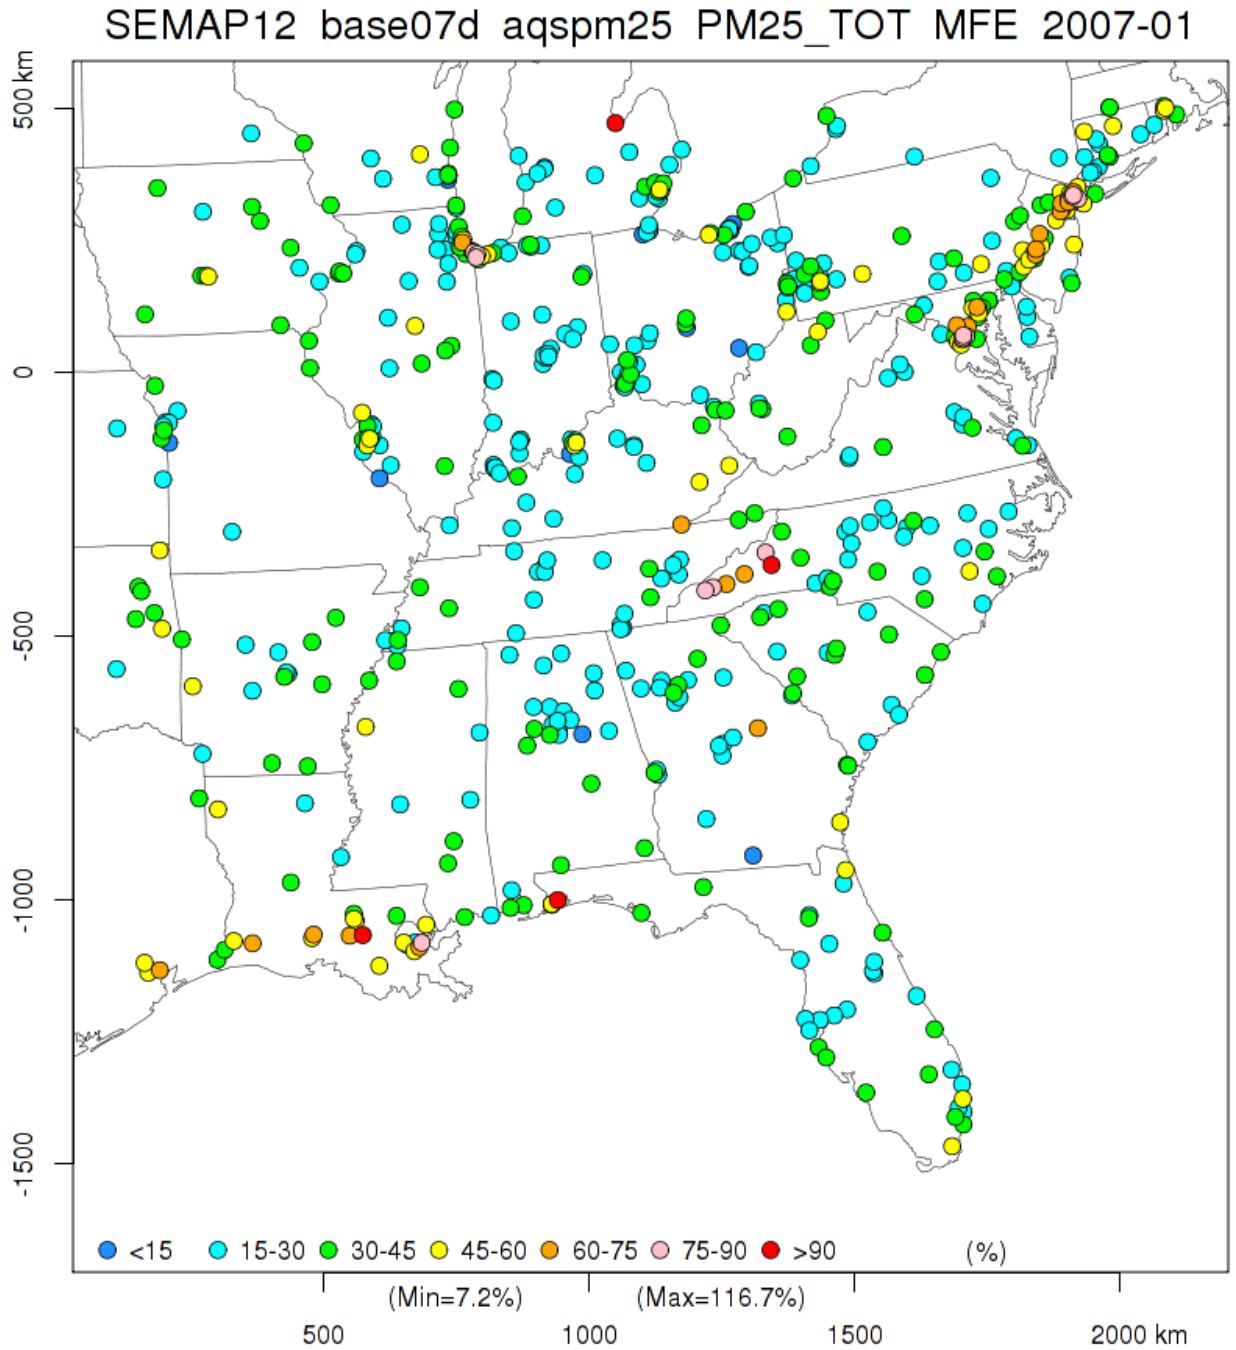 SEMAP12 base07d aqspm25 PM25_TOT MFE 2007-01
500 km
0
-500
-1000
-1500
<15 15-30 30-45 45-60 60-75 75-90 >90 (%)
(Min=7.2%) (Max=116.7%)
500 1000 1500 2000 km